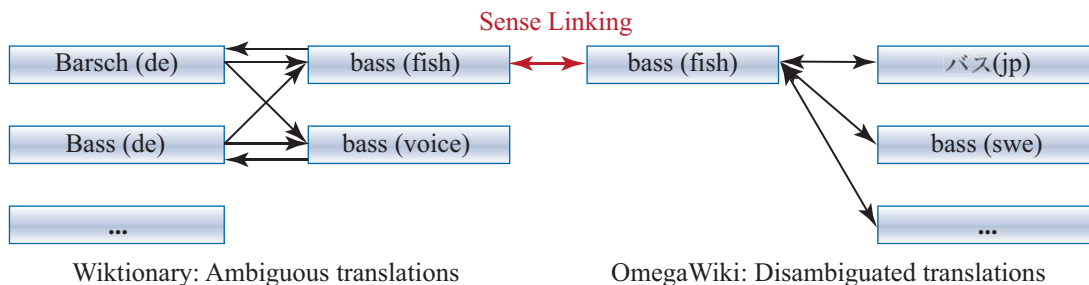 Sense Linking
Barsch (de) bass (fish) bass (fish) バス(jp)
Bass (de) bass (voice) bass (swe)
... ...
Wiktionary: Ambiguous translations OmegaWiki: Disambiguated translations